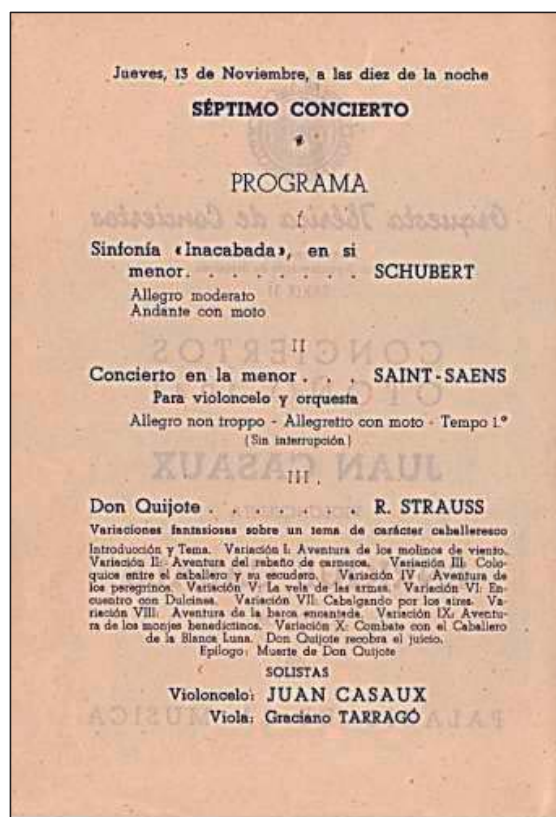 Jueves, 13 de Noviembre, a las diez de la noche
SÉPTIMO CONCIERTO
PROGRAMA
I
Sinfonía «Inacabada», en si
menor. . . . . . . . SCHUBERT
Allegro moderato
Andante con moto
II
Concierto en la menor . . . SAINT-SAENS
Para violoncelo y orquesta
Allegro non troppo - Allegretto con moto - Tempo 1.º
(Sin interrupción)
III
Don Quijote . . . . . . . . R. STRAUSS
Variaciones fantasiosas sobre un tema de carácter caballeresco
Introducción y Tema. Variación I: Aventura de los molinos de viento.
Variación II: Aventura del rebaño de carneros. Variación III: Colo-
quios entre el caballero y su escudero. Variación IV: Aventura de
los peregrinos. Variación V: La vela de las armas. Variación VI: En-
cuentro con Dulcinea. Variación VII: Cabalgando por los aires. Va-
riación VIII: Aventura de la barca encantada. Variación IX: Aventu-
ra de los monjes benedictinos. Variación X: Combate con el Caballero
de la Blanca Luna. Don Quijote recobra el juicio.
Epílogo: Muerte de Don Quijote
SOLISTAS
Violoncelo: JUAN CASAUX
Viola: Graciano TARRAGÓ
Orquesta Ibérica de Conciertos
CONCIERTOS
JUAN CASAUX